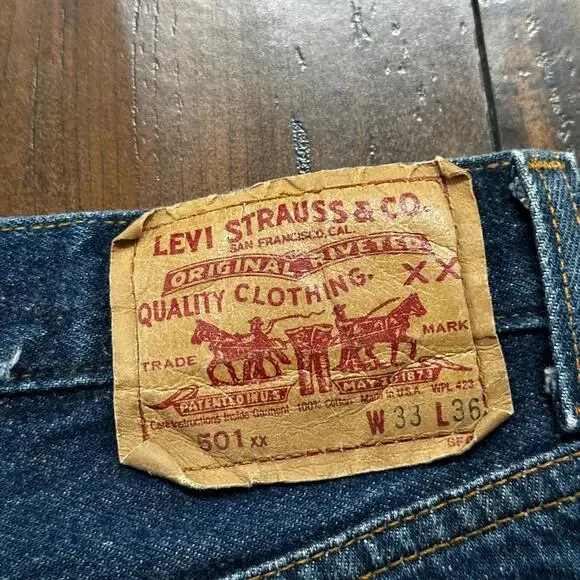 LEVI STRAUSS & CO.
SAN FRANCISCO, CAL.
ORIGINAL RIVETED
QUALITY CLOTHING. XX
TRADE MARK
PATENTED IN U.S. MAY 20 1873
Care Instructions Inside Garment 100% Cotton Made in U.S.A. WPL 423
501 XX W 33 L 36